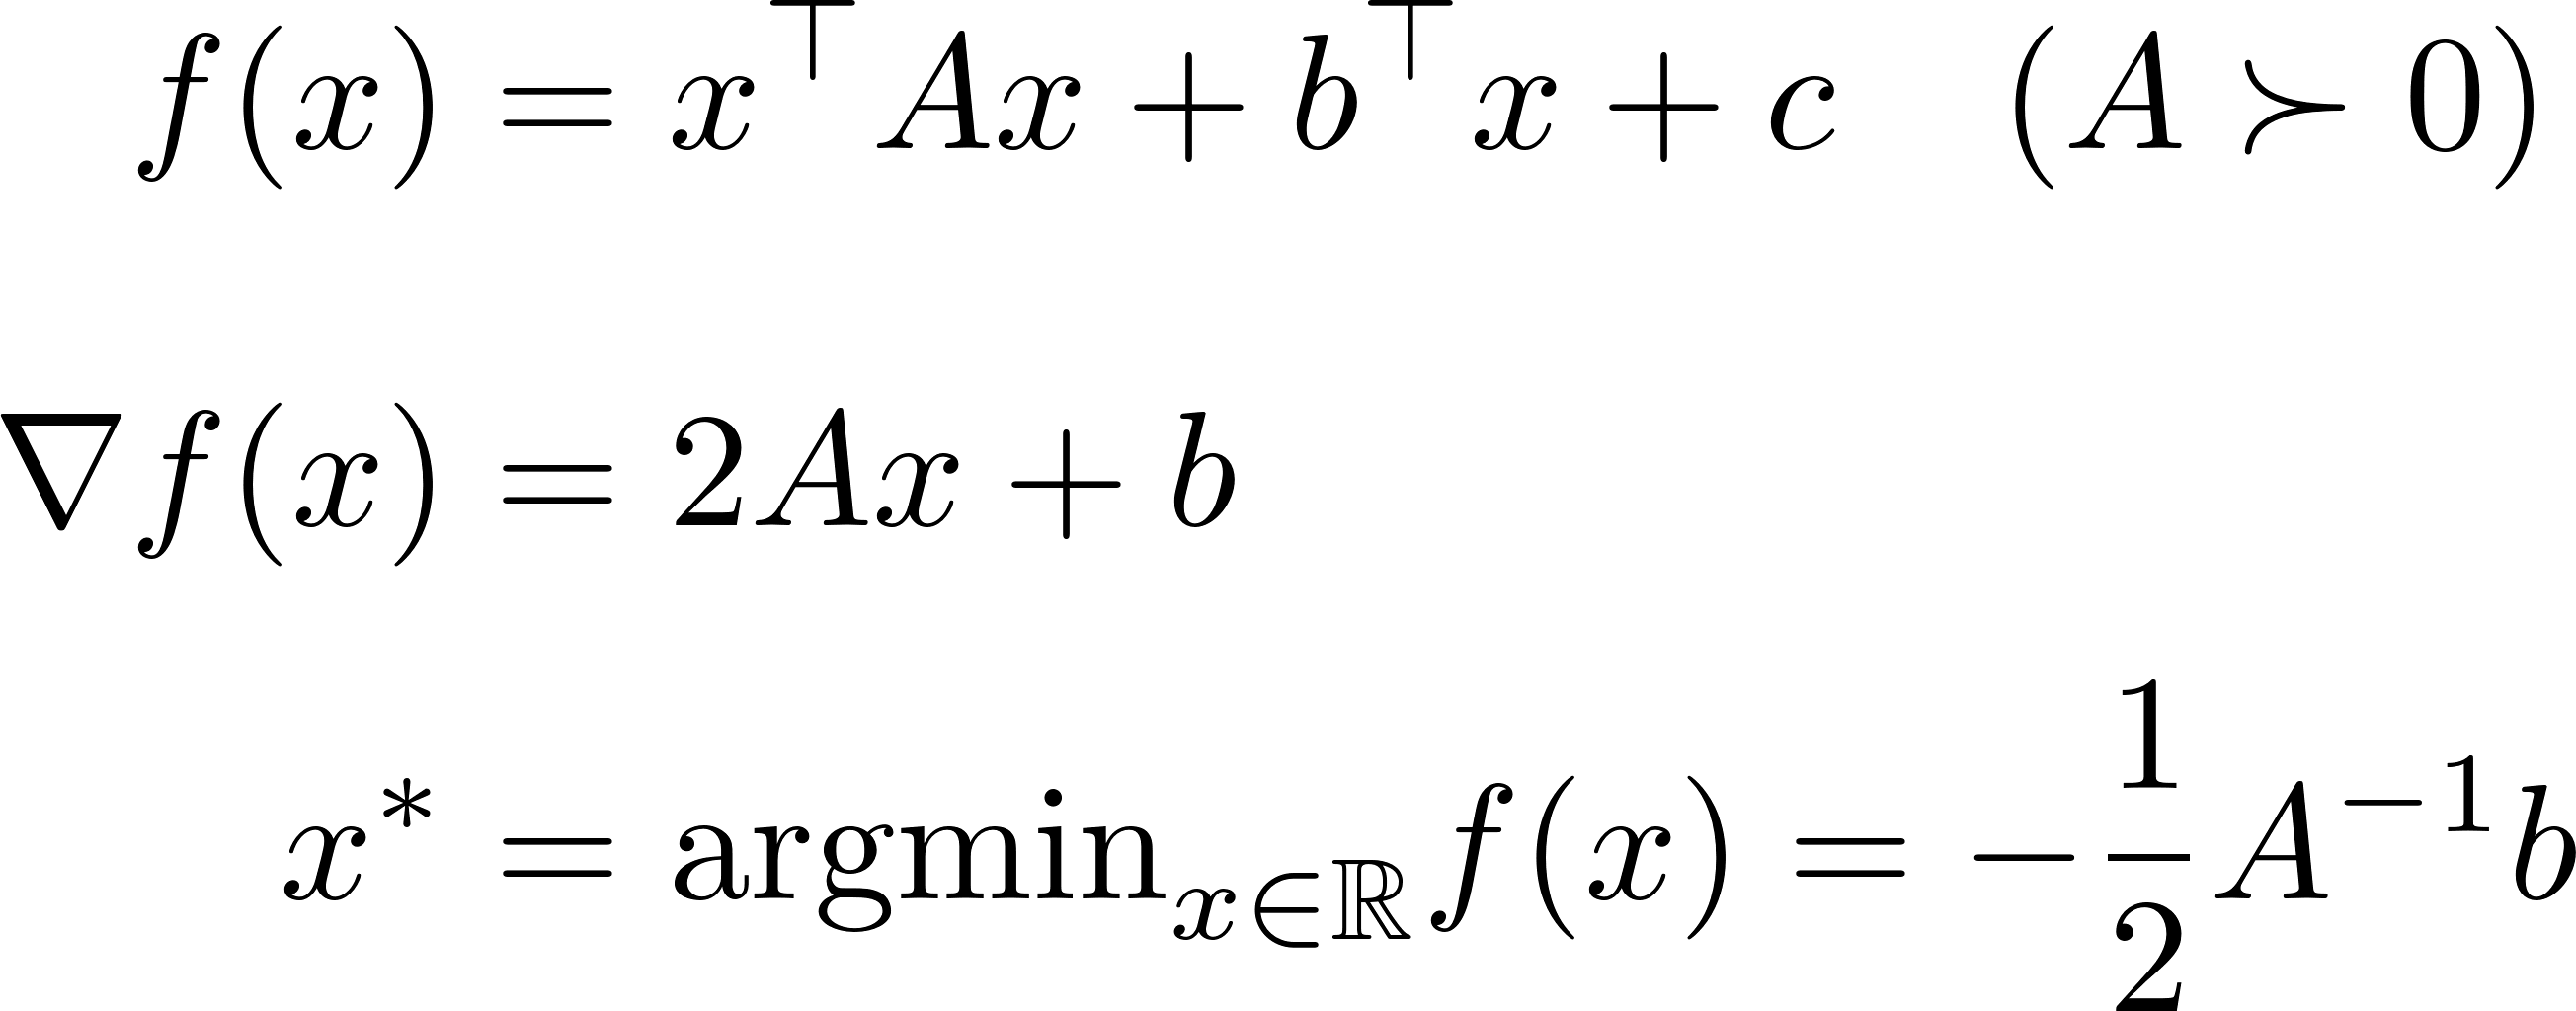 f(x) = x^⊤ Ax + b^⊤ x + c (A ≻ 0)
∇f(x) = 2Ax + b
x^* = argmin_{x∈ℝ} f(x) = −\frac{1}{2} A^{−1} b